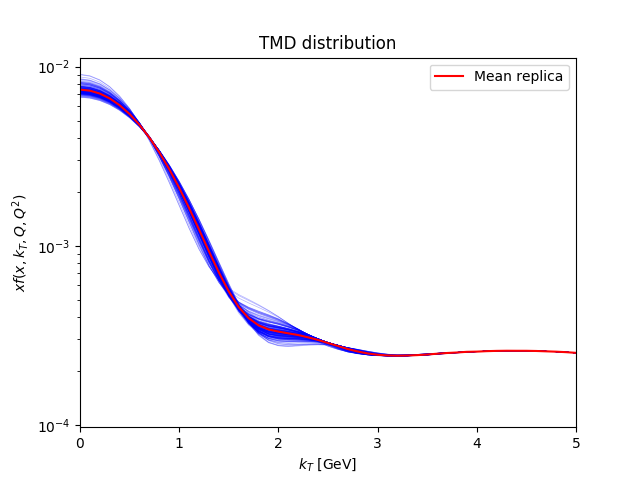 TMD distribution
Mean replica
10⁻²
10⁻³
10⁻⁴
xf(x, k_T, Q, Q²)
0 1 2 3 4 5
k_T [GeV]